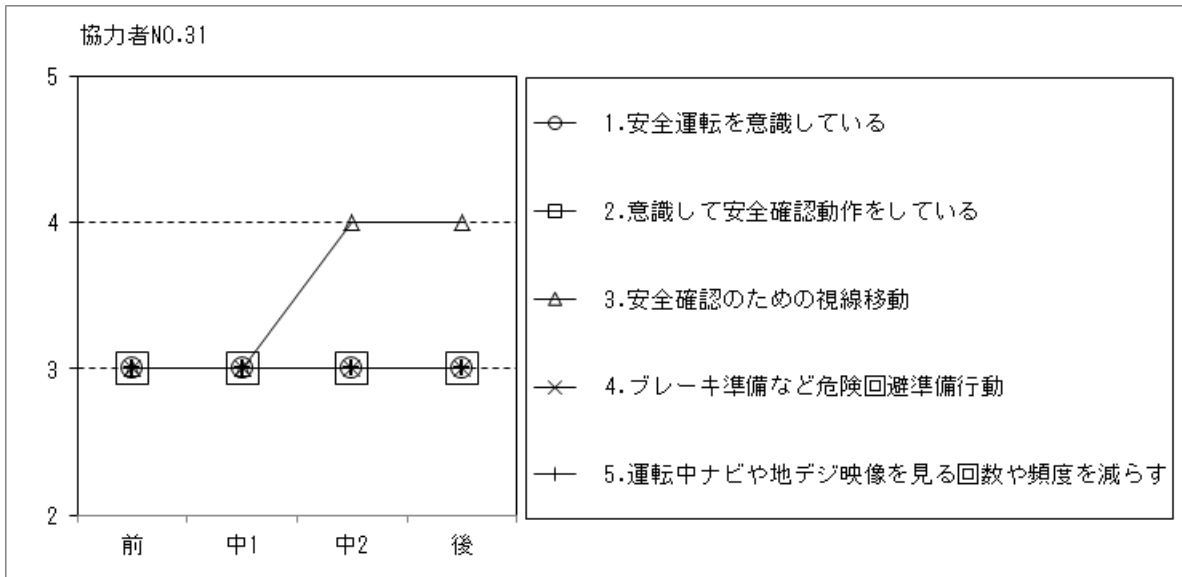 協力者NO.31
5
4
3
2
前 中1 中2 後
1.安全運転を意識している
2.意識して安全確認動作をしている
3.安全確認のための視線移動
4.ブレーキ準備など危険回避準備行動
5.運転中ナビや地デジ映像を見る回数や頻度を減らす